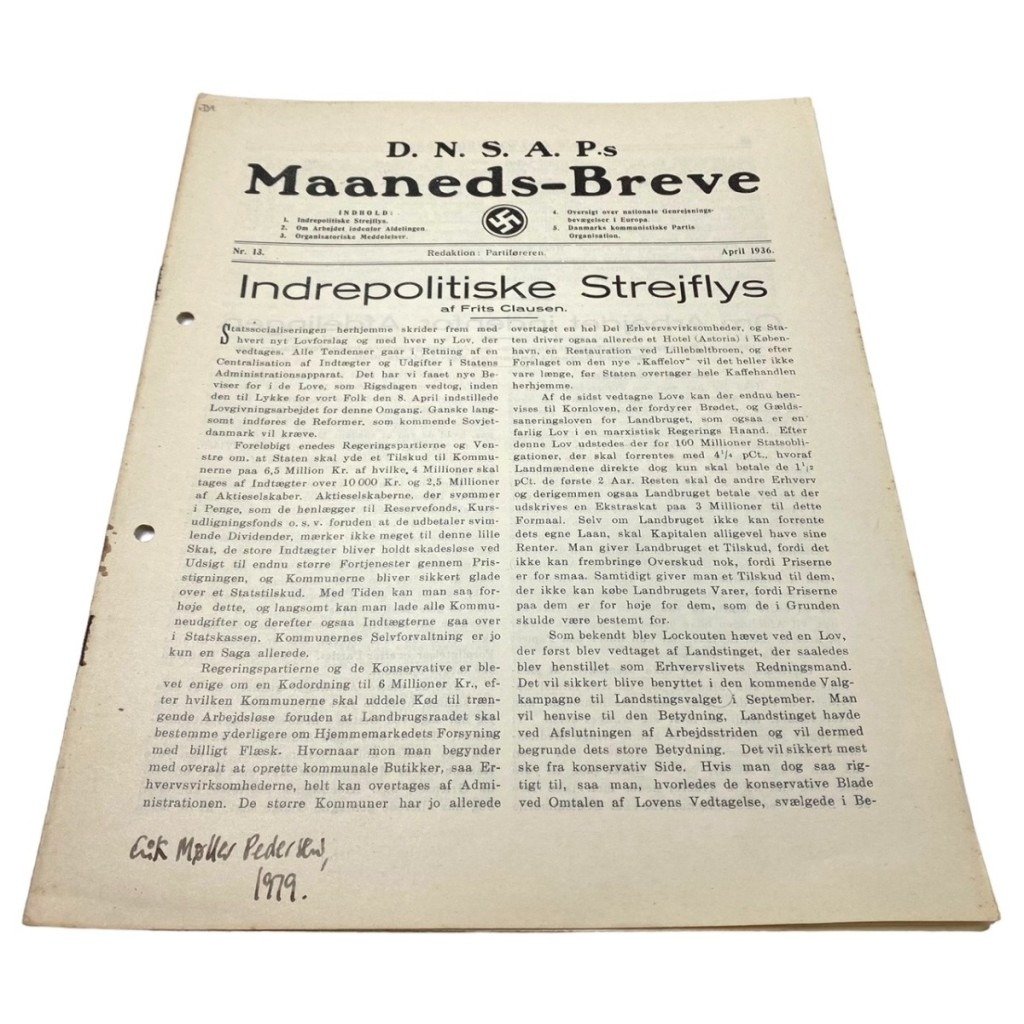 D. N. S. A. P.s
Maaneds-Breve
INDHOLD:
1. Indrepolitiske Strejflys.
2. Om Arbejdet indenfor Afdelingen.
3. Organisatoriske Meddelelser.
4. Oversigt over nationale Genrejsnings-
bevægelser i Europa.
5. Danmarks kommunistiske Partis
Organisation.
Nr. 13. Redaktion: Partiføreren. April 1936.
Indrepolitiske Strejflys
af Frits Clausen.
Statssocialiseringen herhjemme skrider frem med
hvert nyt Lovforslag og med hver ny Lov, der
vedtages. Alle Tendenser gaar i Retning af en
Centralisation af Indtægter og Udgifter i Statens
Administrationsapparat. Det har vi faaet nye Be-
viser for i de Love, som Rigsdagen vedtog, inden
den til Lykke for vort Folk den 8. April indstillede
Lovgivningsarbejdet for denne Omgang. Ganske lang-
somt indføres de Reformer, som kommende Sovjet-
danmark vil kræve.
Foreløbigt enedes Regeringspartierne og Ven-
stre om, at Staten skal yde et Tilskud til Kommu-
nerne paa 6,5 Million Kr. af hvilke 4 Millioner skal
tages af Indtægter over 10 000 Kr. og 2,5 Millioner
af Aktieselskaber. Aktieselskaberne, der svømmer
i Penge, som de henlægger til Reservefonds, Kurs-
udligningsfonds o. s. v. foruden at de udbetaler svim-
lende Dividender, mærker ikke meget til denne lille
Skat, de store Indtægter bliver holdt skadesløse ved
Udsigt til endnu større Fortjenester gennem Pris-
stigningen, og Kommunerne bliver sikkert glade
over et Statstilskud. Med Tiden kan man saa for-
høje dette, og langsomt kan man lade alle Kommu-
neudgifter og derefter ogsaa Indtægterne gaa over
i Statskassen. Kommunernes Selvforvaltning er jo
kun en Saga allerede.
Regeringspartierne og de Konservative er ble-
vet enige om en Kødordning til 6 Millioner Kr., ef-
ter hvilken Kommunerne skal uddele Kød til træn-
gende Arbejdsløse foruden at Landbrugsraadet skal
bestemme yderligere om Hjemmemarkedets Forsyning
med billigt Flæsk. Hvornaar mon man begynder
med overalt at oprette kommunale Butikker, saa Er-
hvervsvirksomhederne, helt kan overtages af Admi-
nistrationen. De større Kommuner har jo allerede
overtaget en hel Del Erhvervsvirksomheder, og Sta-
ten driver ogsaa allerede et Hotel (Astoria) i Køben-
havn, en Restauration ved Lillebæltbroen, og efter
Forslaget om den nye „Kaffelov” vil det heller ikke
vare længe, før Staten overtager hele Kaffehandlen
herhjemme.
Af de sidst vedtagne Love kan der endnu hen-
vises til Kornloven, der fordyrer Brødet, og Gælds-
saneringsloven for Landbruget, som ogsaa er en
farlig Lov i en marxistisk Regerings Haand. Efter
denne Lov udstedes der for 100 Millioner Statsobli-
gationer, der skal forrentes med 4¹/₄ pCt., hvoraf
Landmændene direkte dog kun skal betale de 1¹/₂
pCt. de første 2 Aar. Resten skal de andre Erhverv
og derigemmen ogsaa Landbruget betale ved at der
udskrives en Ekstraskat paa 3 Millioner til dette
Formaal. Selv om Landbruget ikke kan forrente
dets egne Laan, skal Kapitalen alligevel have sine
Renter. Man giver Landbruget et Tilskud, fordi det
ikke kan frembringe Overskud nok, fordi Priserne
er for smaa. Samtidigt giver man et Tilskud til dem,
der ikke kan købe Landbrugets Varer, fordi Priserne
paa dem er for høje for dem, som de i Grunden
skulde være bestemt for.
Som bekendt blev Lockouten hævet ved en Lov,
der først blev vedtaget af Landstinget, der saaledes
blev henstillet som Erhvervslivets Redningsmand.
Det vil sikkert blive benyttet i den kommende Valg-
kampagne til Landstingsvalget i September. Man
vil henvise til den Betydning, Landstinget havde
ved Afslutningen af Arbejdsstriden og vil dermed
begrunde dets store Betydning. Det vil sikkert mest
ske fra konservativ Side. Hvis man dog saa rig-
tigt til, saa man, hvorledes de konservative Blade
ved Omtalen af Lovens Vedtagelse, svælgede i Be-
Erik Møller Pedersen,
1979.